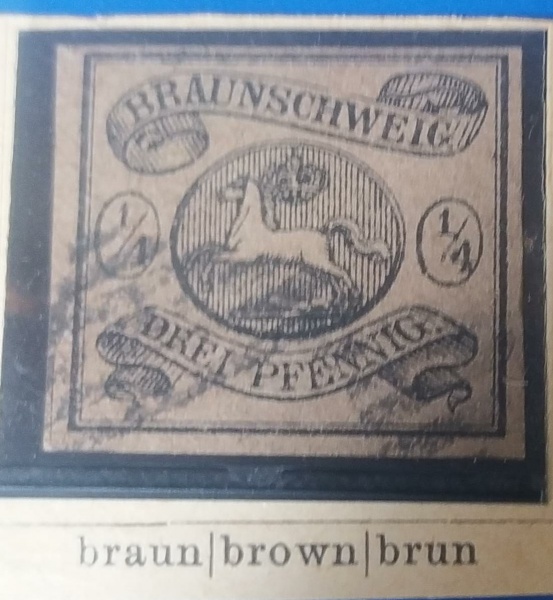 BRAUNSCHWEIG
1/4 1/4
DREI PFENNIG.
braun|brown|brun